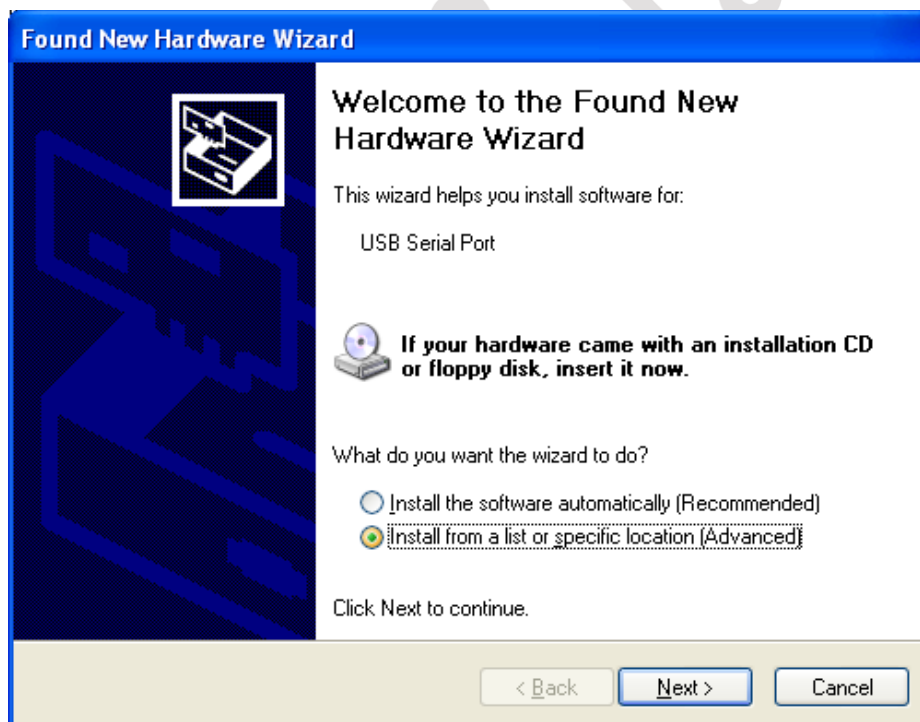 Found New Hardware Wizard
Welcome to the Found New
Hardware Wizard
This wizard helps you install software for:
USB Serial Port
If your hardware came with an installation CD
or floppy disk, insert it now.
What do you want the wizard to do?
Install the software automatically (Recommended)
Install from a list or specific location (Advanced)
Click Next to continue.
< Back
Next >
Cancel